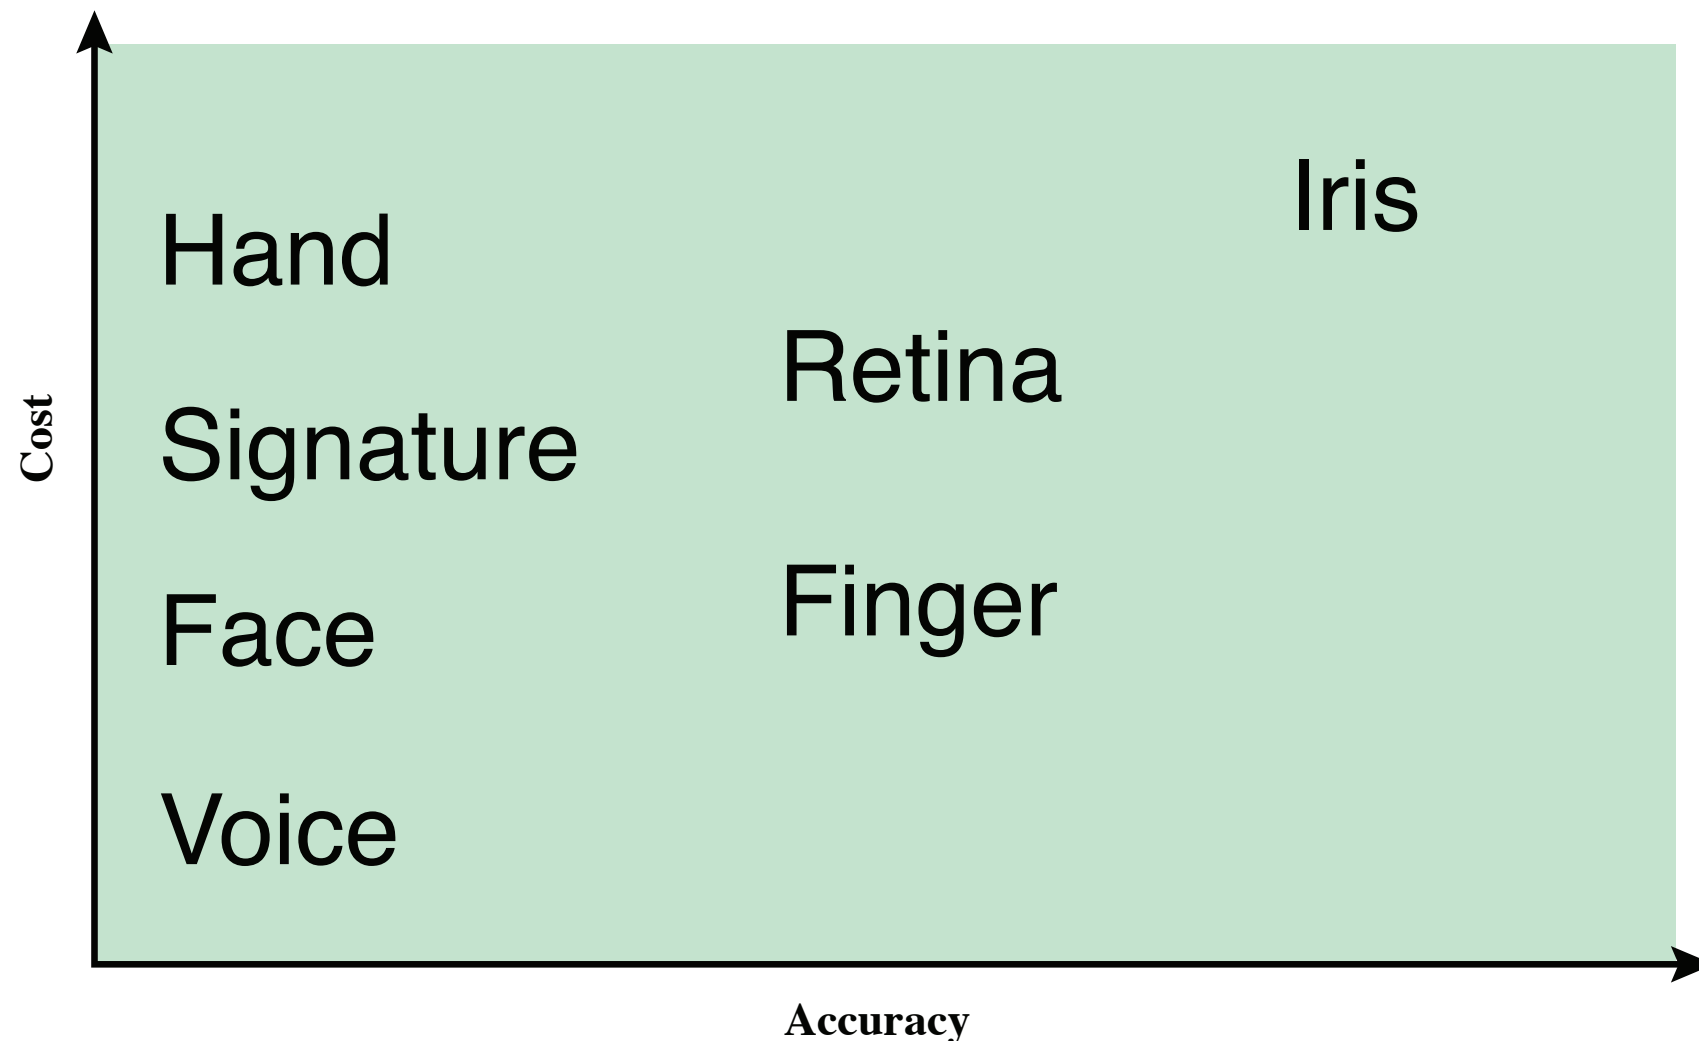 Iris
Hand
Retina
Signature
Finger
Face
Voice
Cost
Accuracy